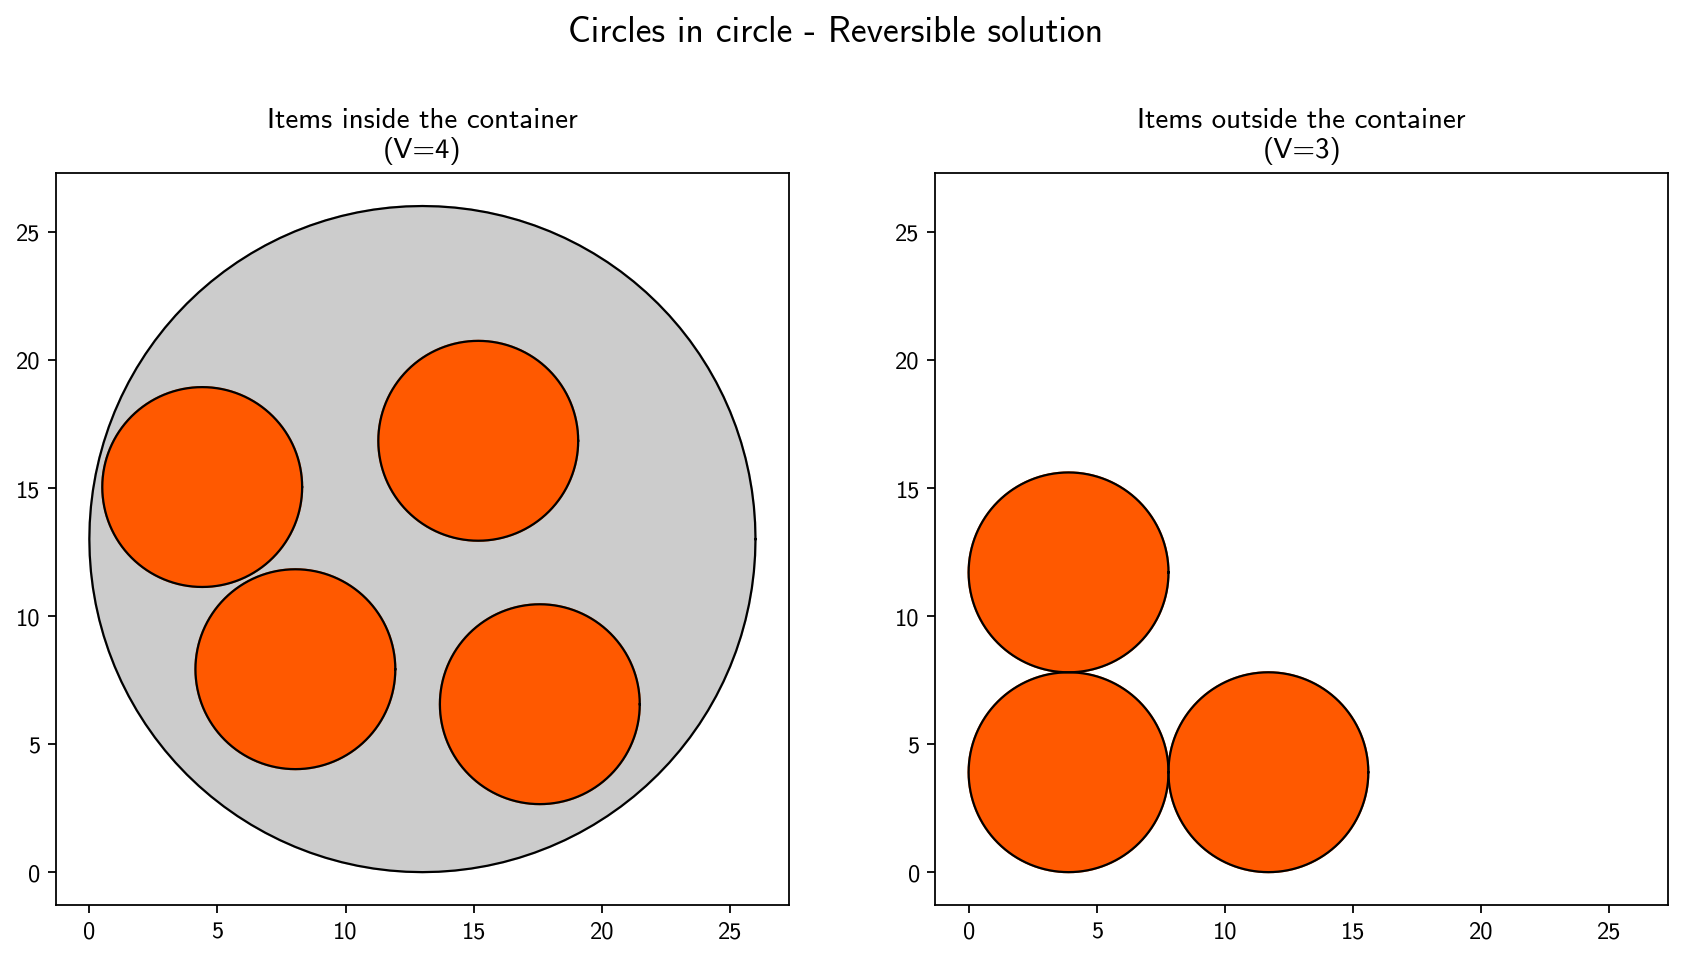 Circles in circle - Reversible solution
Items inside the container
(V=4)
25
20
15
10
5
0
0 5 10 15 20 25
Items outside the container
(V=3)
25
20
15
10
5
0
0 5 10 15 20 25